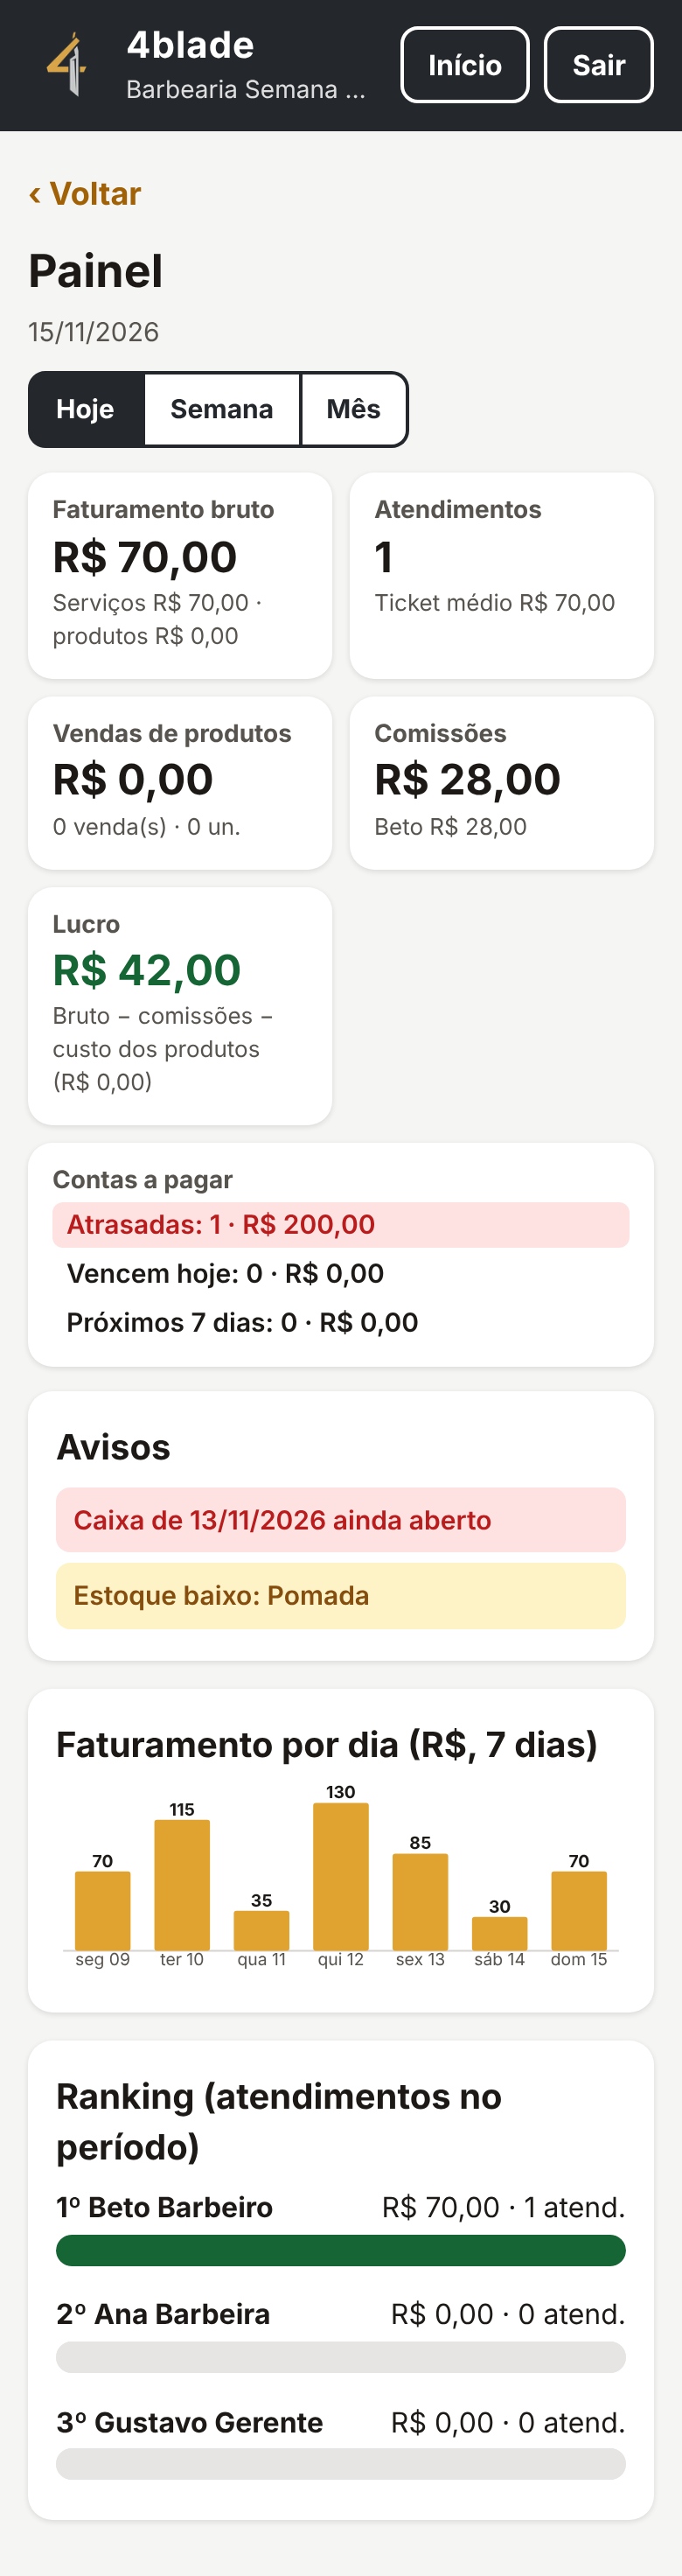 4blade
Barbearia Semana ...
Início
Sair
‹ Voltar
Painel
15/11/2026
Hoje
Semana
Mês
Faturamento bruto
R$ 70,00
Serviços R$ 70,00 ·
produtos R$ 0,00
Atendimentos
1
Ticket médio R$ 70,00
Vendas de produtos
R$ 0,00
0 venda(s) · 0 un.
Comissões
R$ 28,00
Beto R$ 28,00
Lucro
R$ 42,00
Bruto − comissões −
custo dos produtos
(R$ 0,00)
Contas a pagar
Atrasadas: 1 · R$ 200,00
Vencem hoje: 0 · R$ 0,00
Próximos 7 dias: 0 · R$ 0,00
Avisos
Caixa de 13/11/2026 ainda aberto
Estoque baixo: Pomada
Faturamento por dia (R$, 7 dias)
70 115 35 130 85 30 70
seg 09 ter 10 qua 11 qui 12 sex 13 sáb 14 dom 15
Ranking (atendimentos no
período)
1º Beto Barbeiro R$ 70,00 · 1 atend.
2º Ana Barbeira R$ 0,00 · 0 atend.
3º Gustavo Gerente R$ 0,00 · 0 atend.